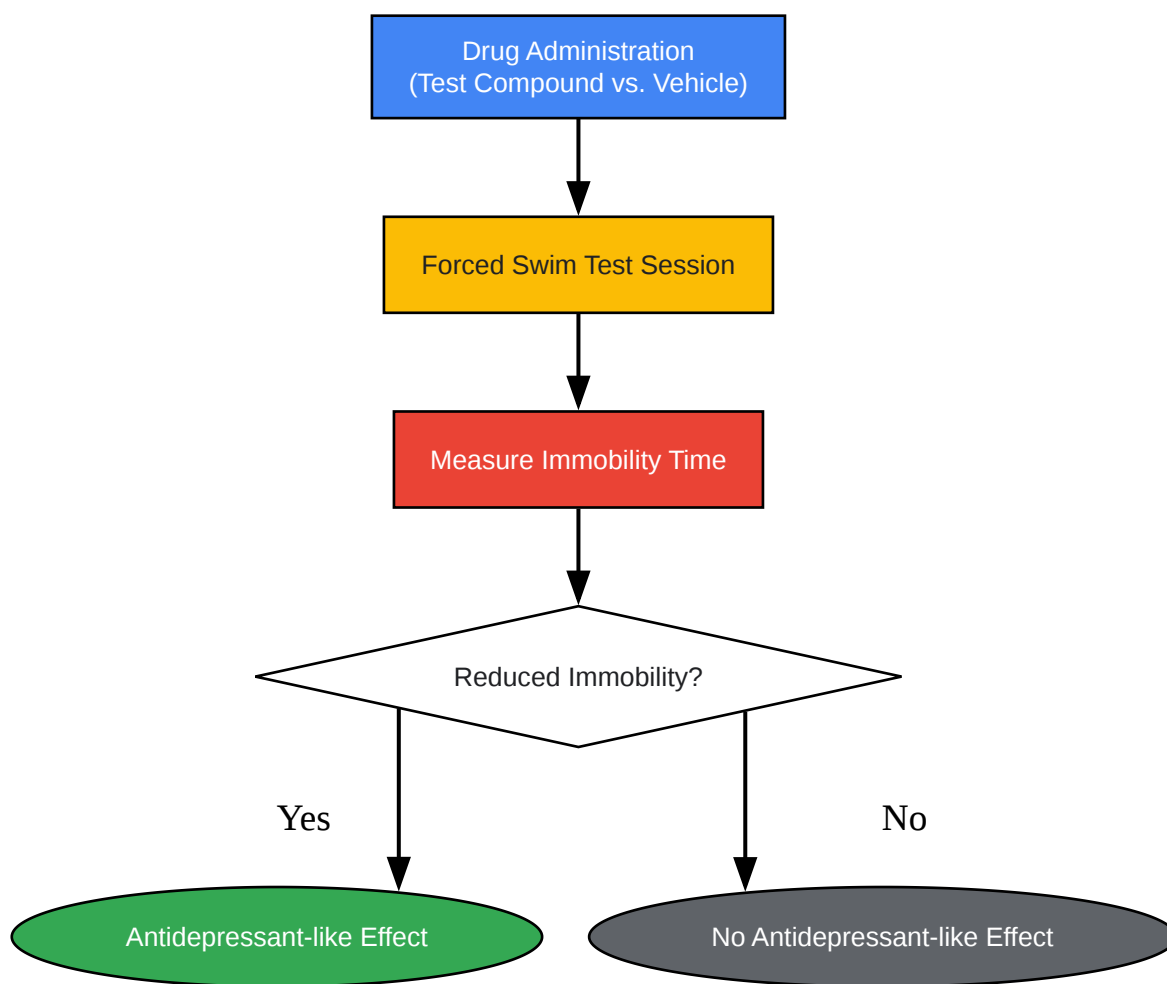 Drug Administration
(Test Compound vs. Vehicle)
Forced Swim Test Session
Measure Immobility Time
Reduced Immobility?
Yes
No
Antidepressant-like Effect
No Antidepressant-like Effect